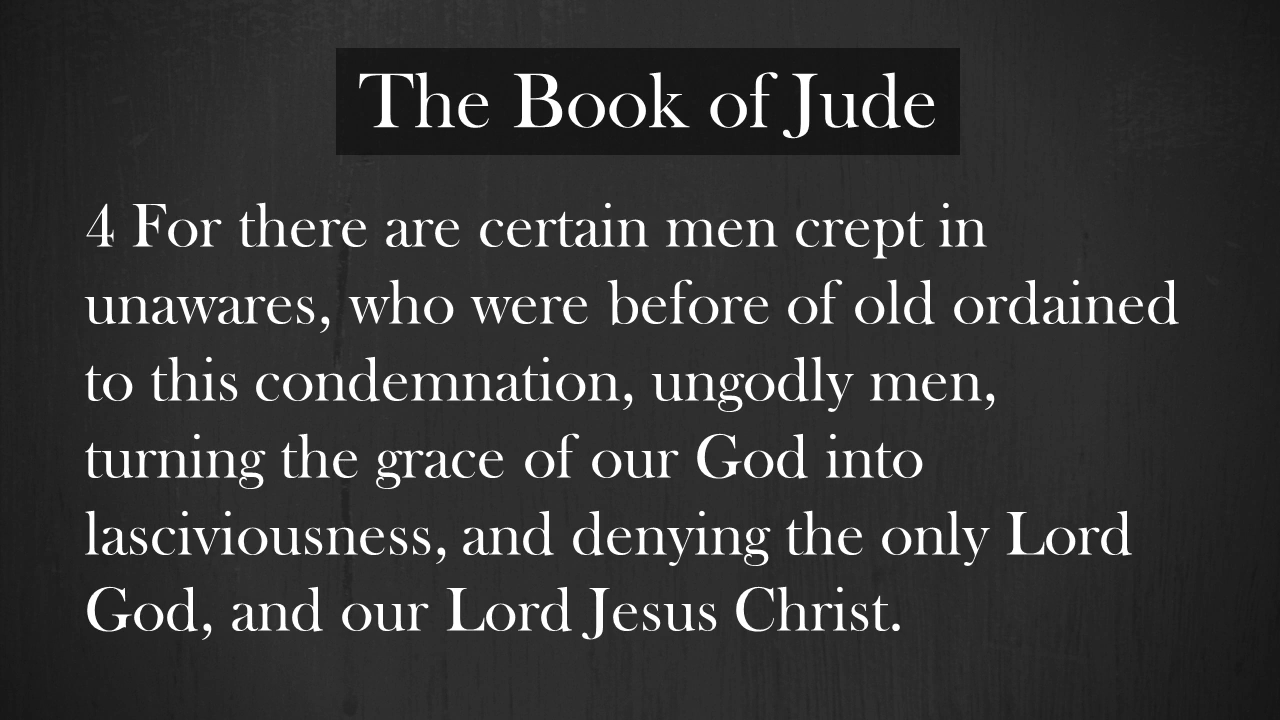 The Book of Jude
4 For there are certain men crept in
unawares, who were before of old ordained
to this condemnation, ungodly men,
turning the grace of our God into
lasciviousness, and denying the only Lord
God, and our Lord Jesus Christ.